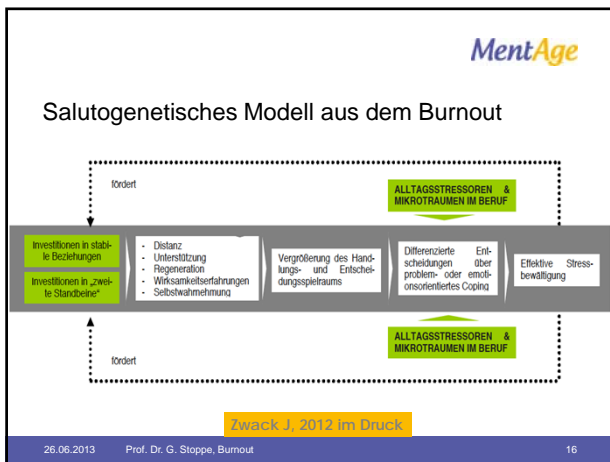 MentAge
Salutogenetisches Modell aus dem Burnout
fördert
ALLTAGSSTRESSOREN &
MIKROTRAUMEN IM BERUF
Investitionen in stabi-
le Beziehungen
Investitionen in „zwei-
te Standbeine“
- Distanz
- Unterstützung
- Regeneration
- Wirksamkeitserfahrungen
- Selbstwahrnehmung
Vergrößerung des Hand-
lungs- und Entschei-
dungsspielraums
Differenzierte Ent-
scheidungen über
problem- oder emoti-
onsorientiertes Coping
Effektive Stress-
bewältigung
ALLTAGSSTRESSOREN &
MIKROTRAUMEN IM BERUF
fördert
Zwack J, 2012 im Druck
26.06.2013 Prof. Dr. G. Stoppe, Burnout 16